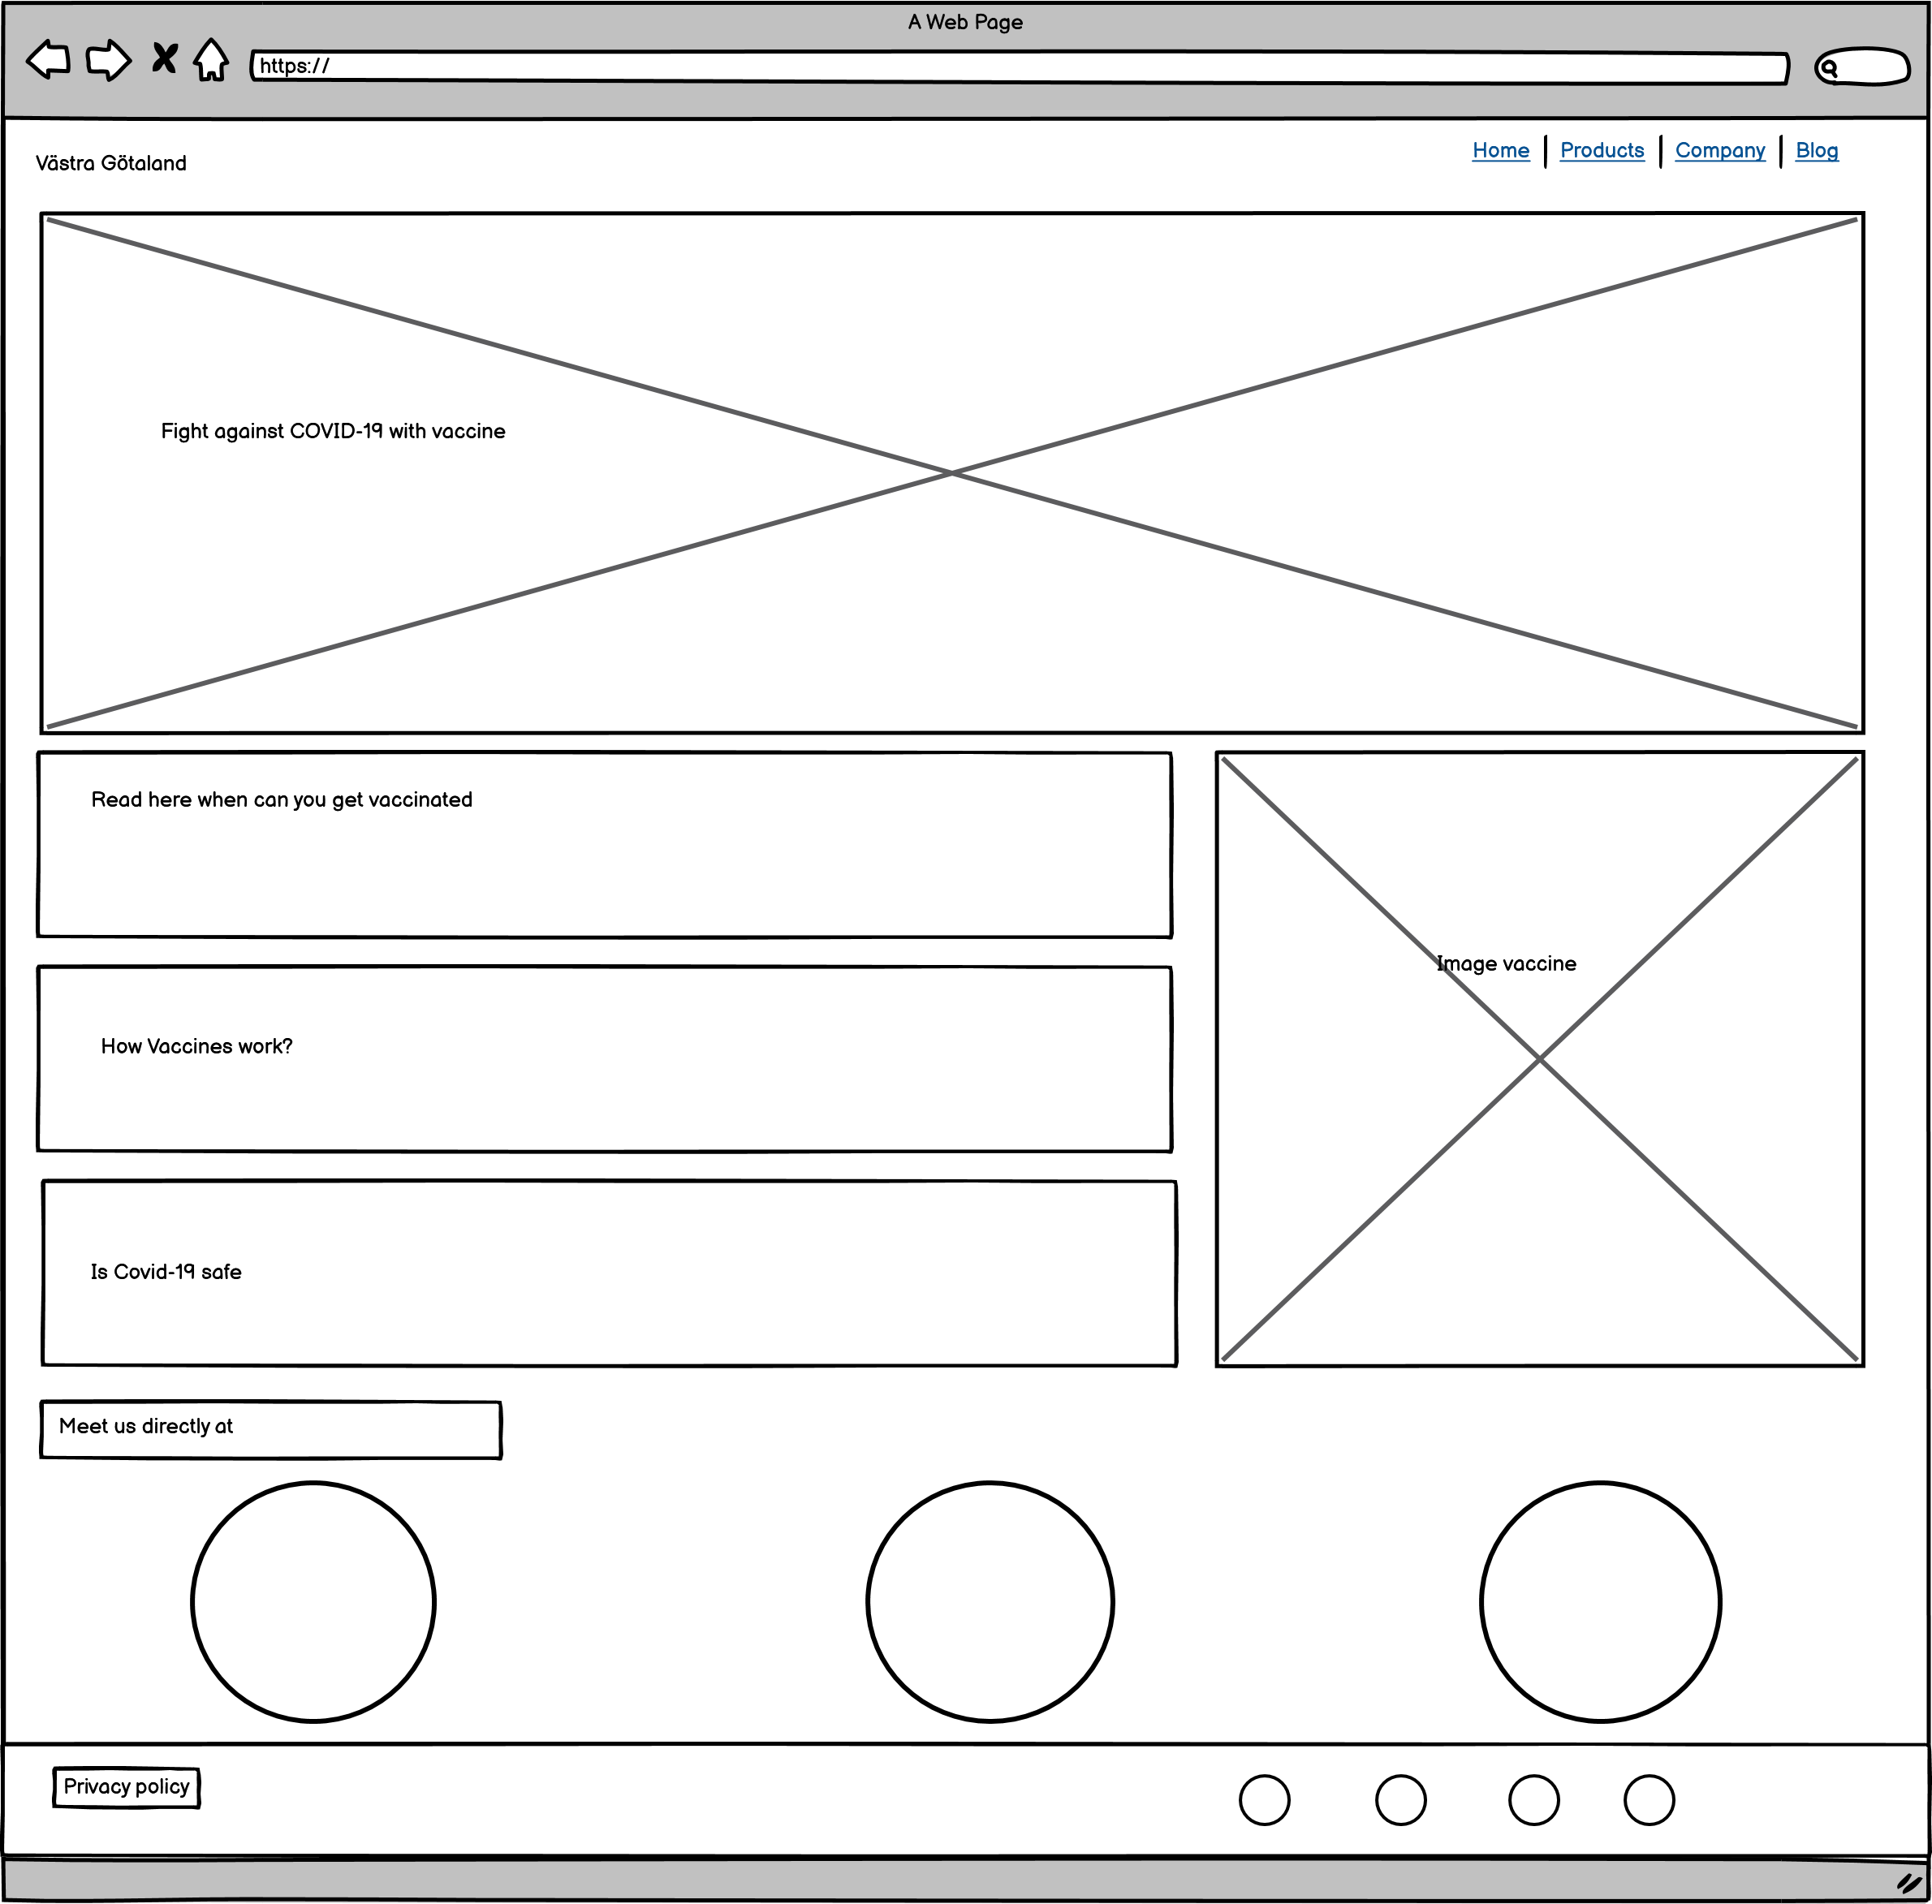 A Web Page
https://
Västra Götaland
Home Products Company Blog
Fight against COVID-19 with vaccine
Read here when can you get vaccinated
Image vaccine
How Vaccines work?
Is Covid-19 safe
Meet us directly at
Privacy policy